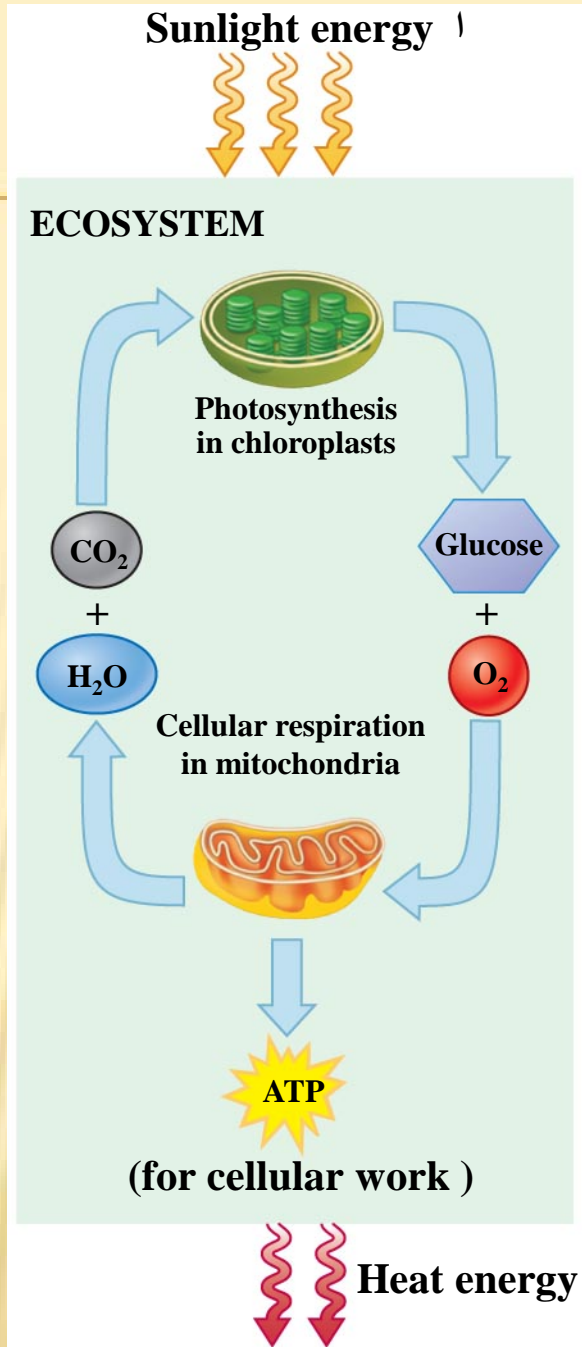 Sunlight energy ا
ECOSYSTEM
Photosynthesis
in chloroplasts
CO₂
+
H₂O
Glucose
+
O₂
Cellular respiration
in mitochondria
ATP
(for cellular work )
Heat energy